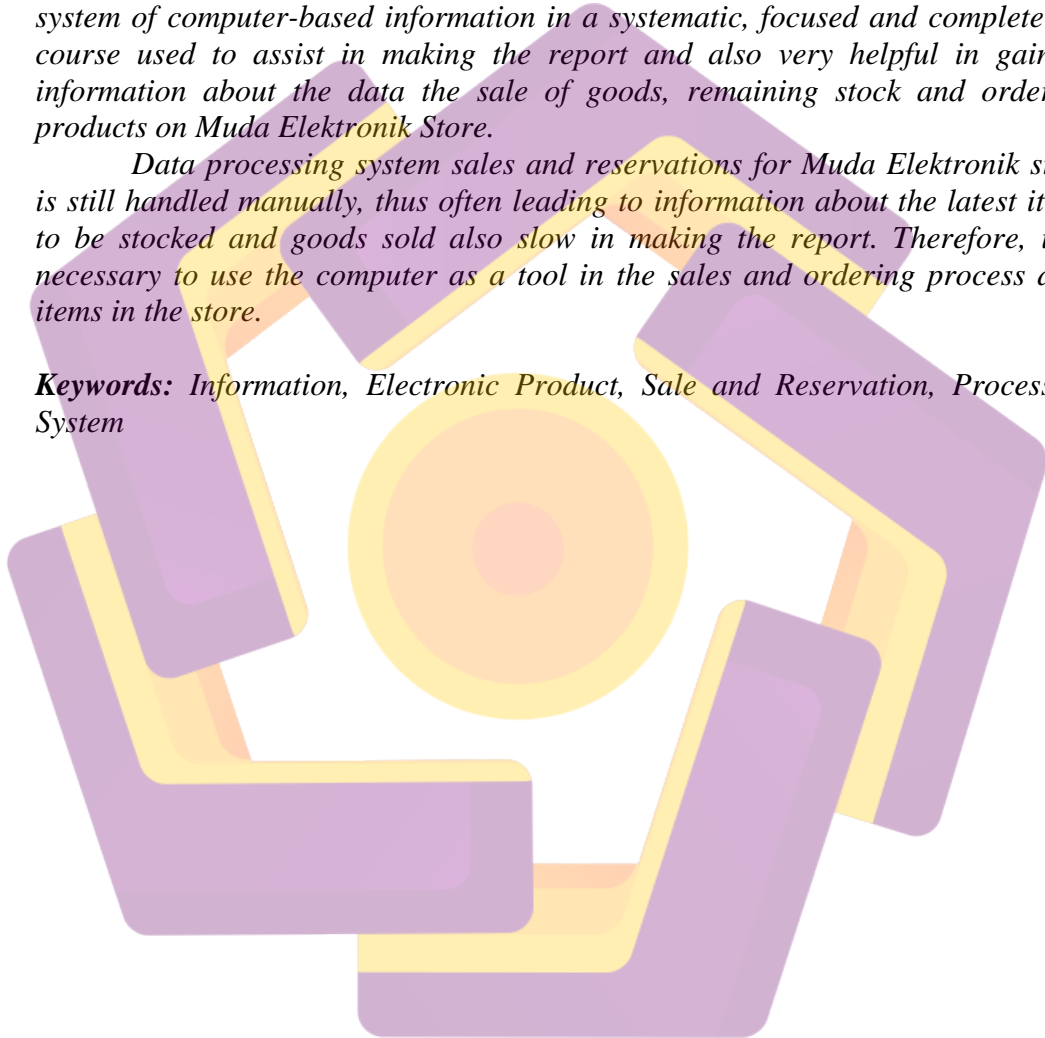 system of computer-based information in a systematic, focused and complete
course used to assist in making the report and also very helpful in gain
information about the data the sale of goods, remaining stock and order
products on Muda Elektronik Store.
Data processing system sales and reservations for Muda Elektronik st
is still handled manually, thus often leading to information about the latest it
to be stocked and goods sold also slow in making the report. Therefore, i
necessary to use the computer as a tool in the sales and ordering process
items in the store.
Keywords: Information, Electronic Product, Sale and Reservation, Process
System